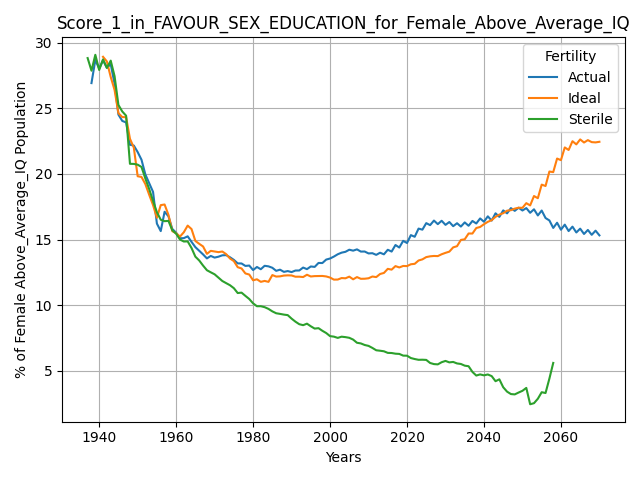 Score_1_in_FAVOUR_SEX_EDUCATION_for_Female_Above_Average_IQ
Fertility
Actual
Ideal
Sterile
% of Female Above_Average_IQ Population
30
25
20
15
10
5
1940 1960 1980 2000 2020 2040 2060
Years